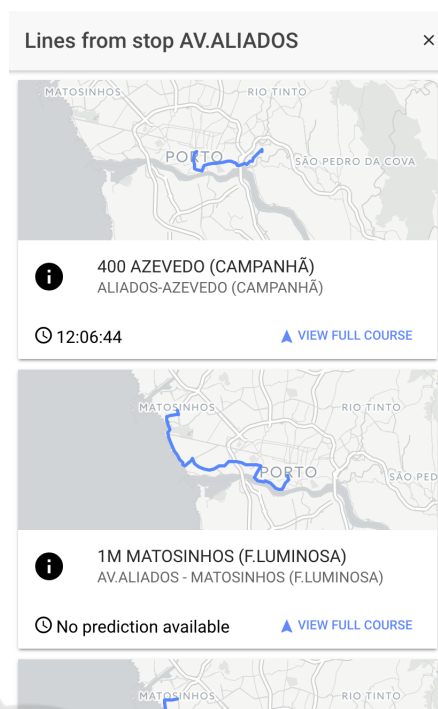 Lines from stop AV.ALIADOS
MATOSINHOS
RIO TINTO
PORTO
SÃO PEDRO DA COVA
400 AZEVEDO (CAMPANHÃ)
ALIADOS-AZEVEDO (CAMPANHÃ)
12:06:44
VIEW FULL COURSE
MATOSINHOS
RIO TINTO
PORTO
SÃO PED
1M MATOSINHOS (F.LUMINOSA)
AV.ALIADOS - MATOSINHOS (F.LUMINOSA)
No prediction available
VIEW FULL COURSE
MATOSINHOS
RIO TINTO